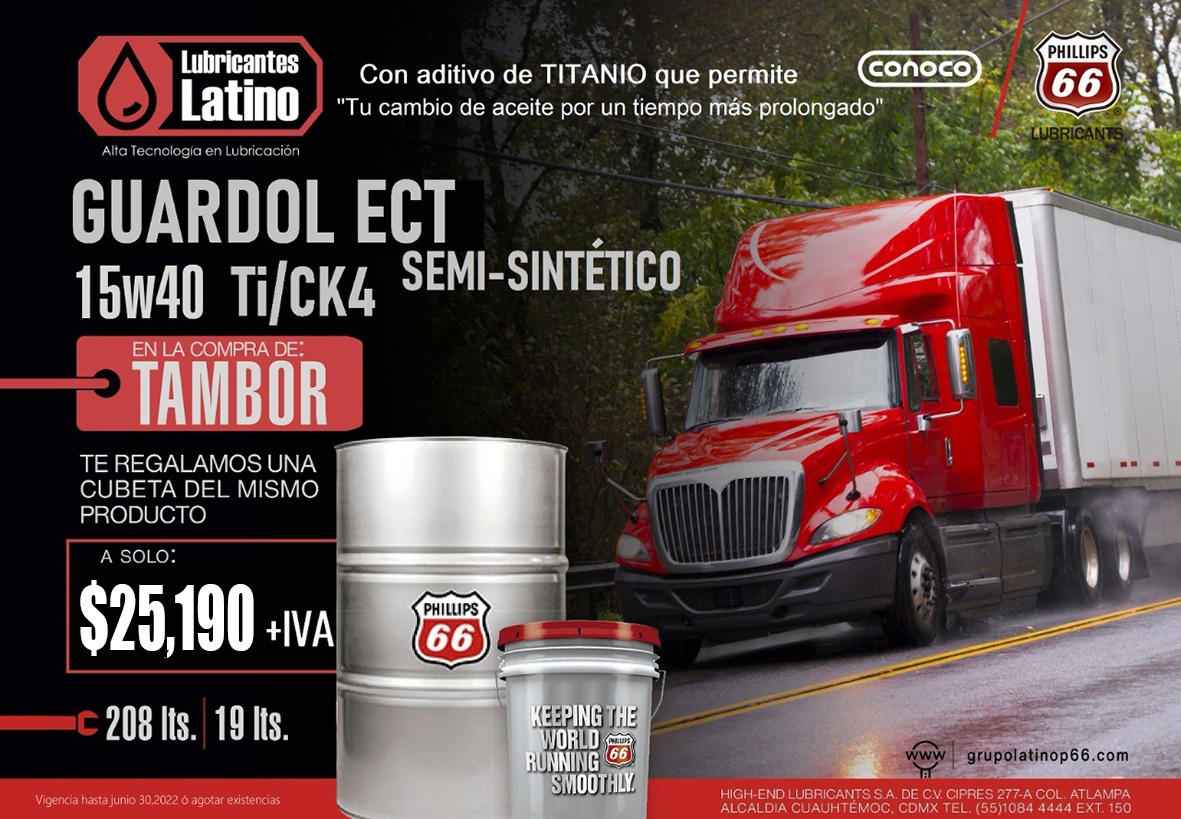 Lubricantes
Latino
Alta Tecnología en Lubricación
Con aditivo de TITANIO que permite
"Tu cambio de aceite por un tiempo más prolongado"
conoco
PHILLIPS
66
®
LUBRICANTS
GUARDOL ECT
15w40 Ti/CK4
SEMI-SINTÉTICO
EN LA COMPRA DE:
TAMBOR
TE REGALAMOS UNA
CUBETA DEL MISMO
PRODUCTO
A SOLO:
$25,190 +IVA
208 lts. 19 lts.
PHILLIPS
66
KEEPING THE
WORLD
RUNNING
SMOOTHLY.
PHILLIPS
66
www grupolatinop66.com
Vigencia hasta junio 30,2022 ó agotar existencias
HIGH-END LUBRICANTS S.A. DE C.V. CIPRES 277-A COL. ATLAMPA
ALCALDIA CUAUHTÉMOC, CDMX TEL. (55)1084 4444 EXT. 150